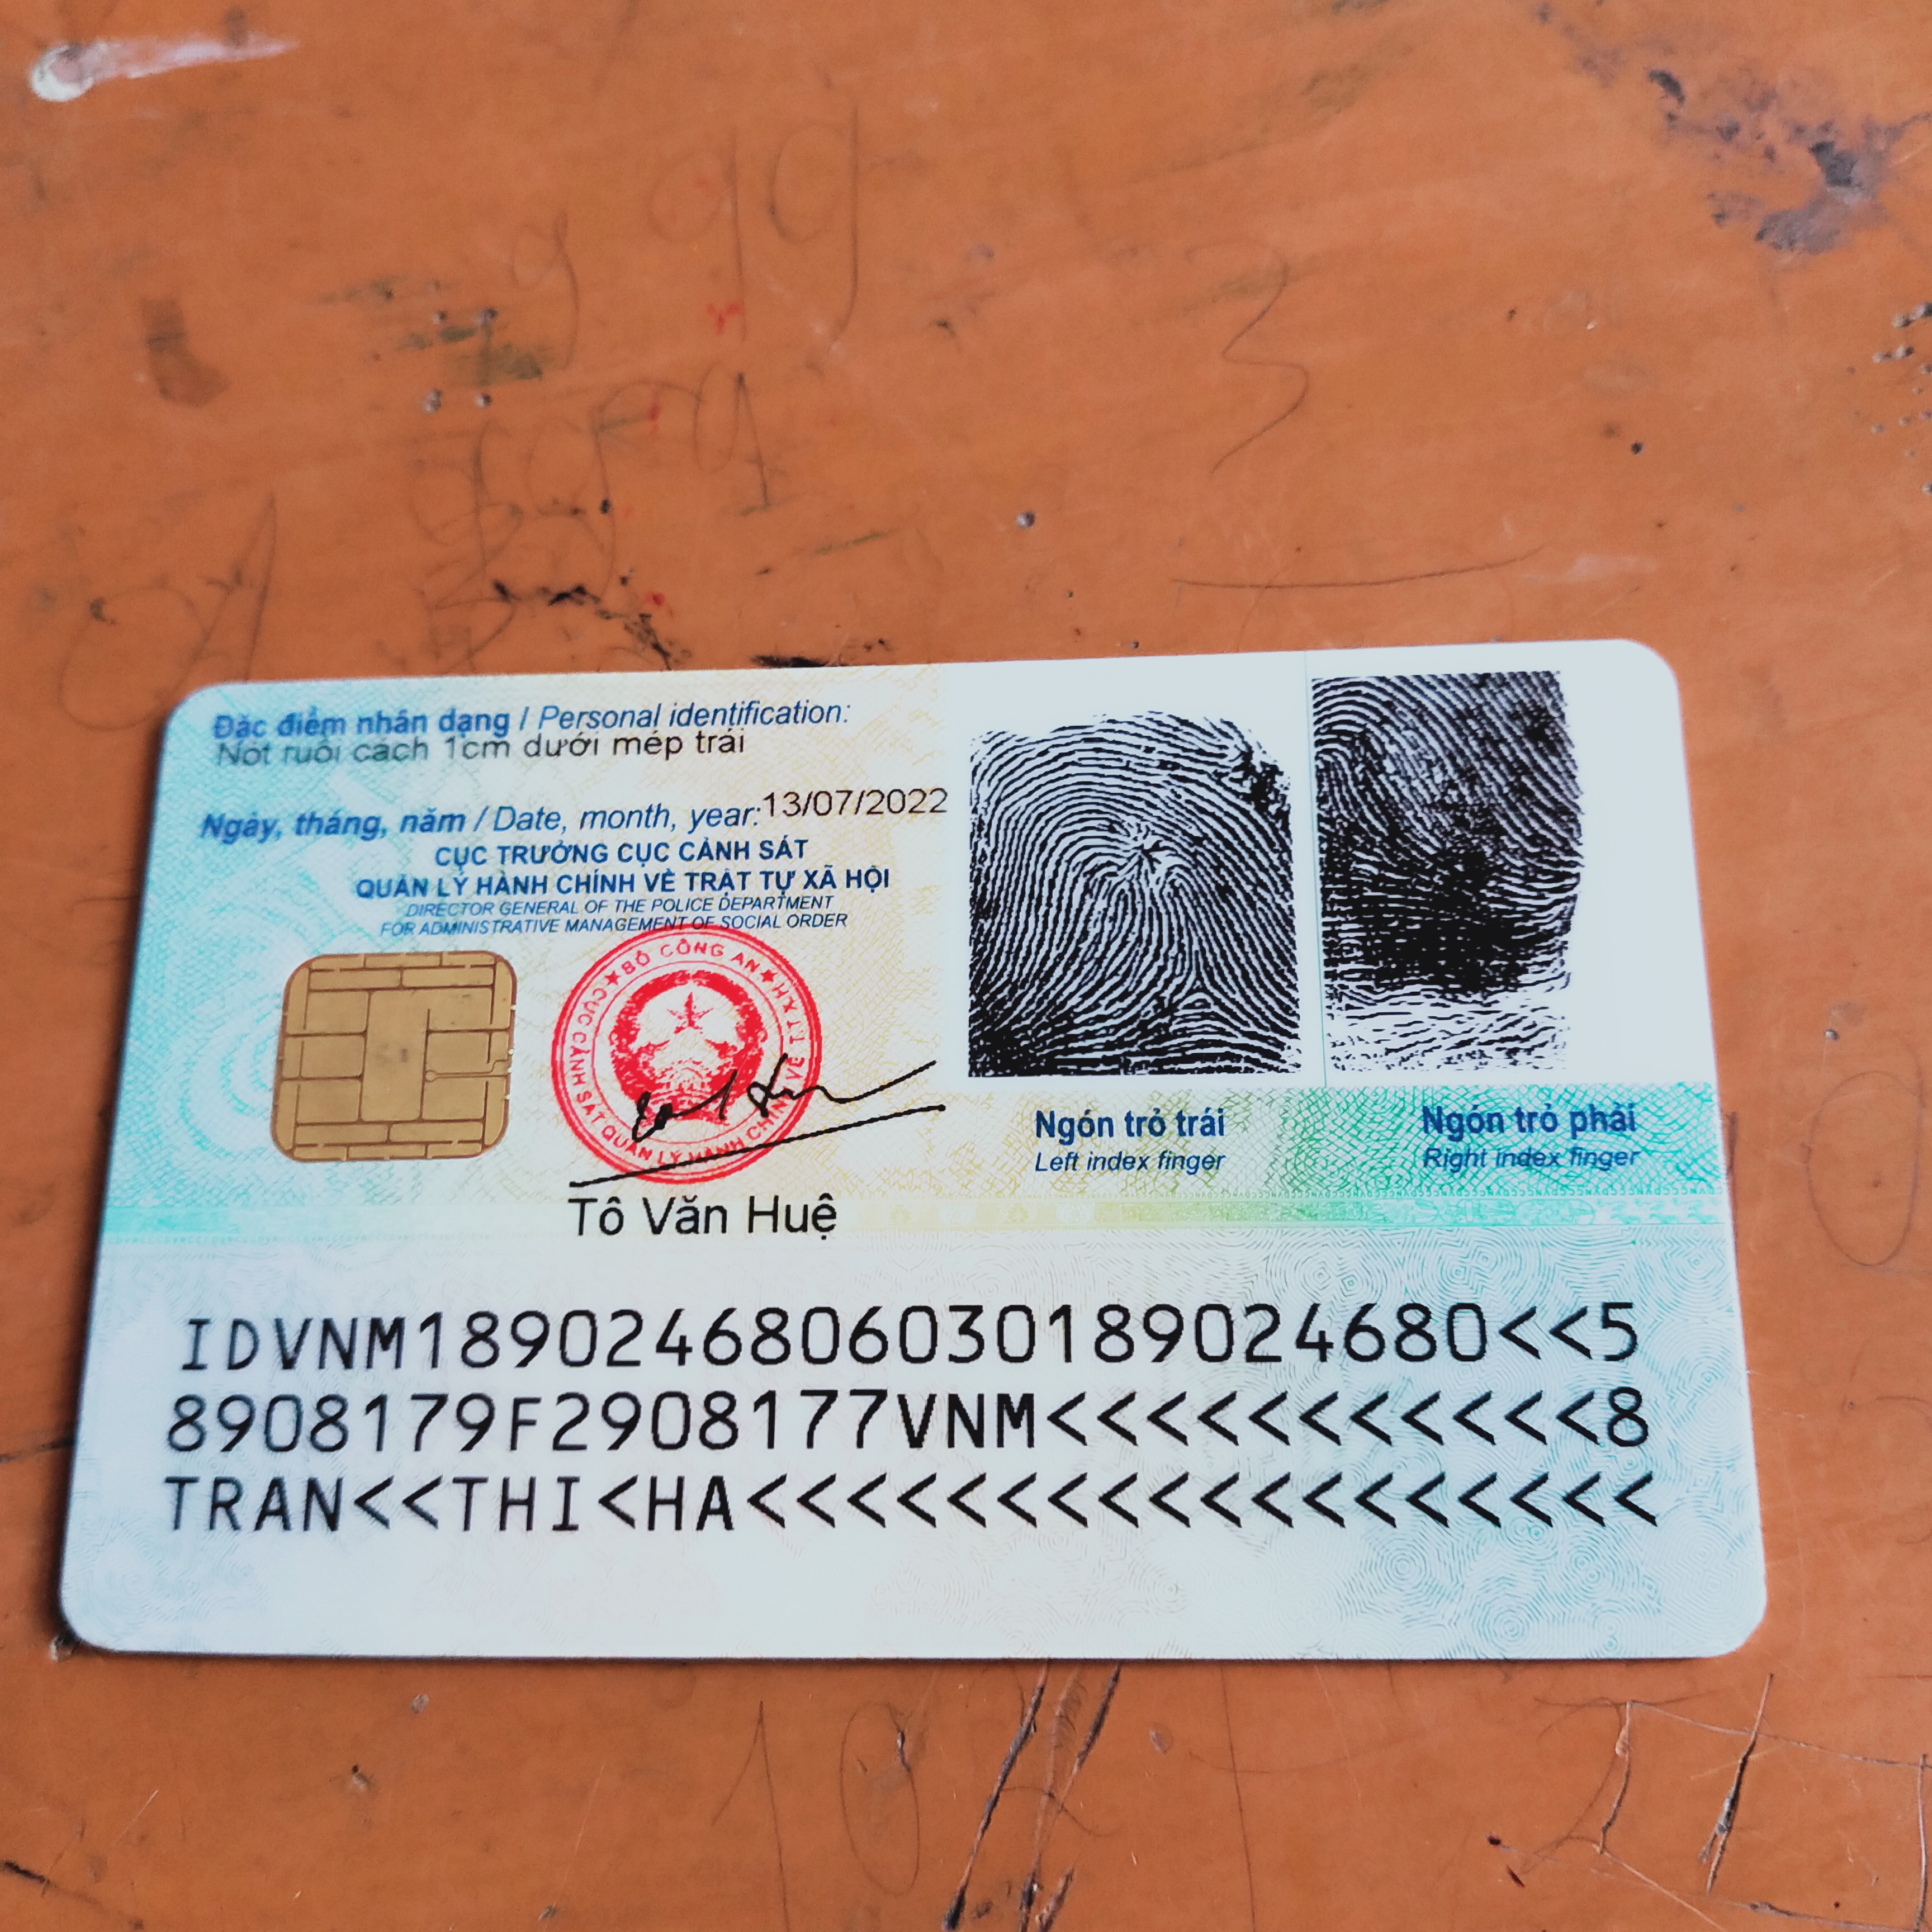 Đặc điểm nhân dạng / Personal identification:
Nốt ruồi cách 1cm dưới mép trái
Ngày, tháng, năm / Date, month, year: 13/07/2022
CỤC TRƯỞNG CỤC CẢNH SÁT
QUẢN LÝ HÀNH CHÍNH VỀ TRẬT TỰ XÃ HỘI
DIRECTOR GENERAL OF THE POLICE DEPARTMENT
FOR ADMINISTRATIVE MANAGEMENT OF SOCIAL ORDER
BỘ CÔNG AN
CỤC CẢNH SÁT QUẢN LÝ HÀNH CHÍNH VỀ TTXH
Tô Văn Huệ
Ngón trỏ trái
Left index finger
Ngón trỏ phải
Right index finger
IDVNM1890246806030189024680<<5
8908179F2908177VNM<<<<<<<<<<<8
TRAN<<THI<HA<<<<<<<<<<<<<<<<<<